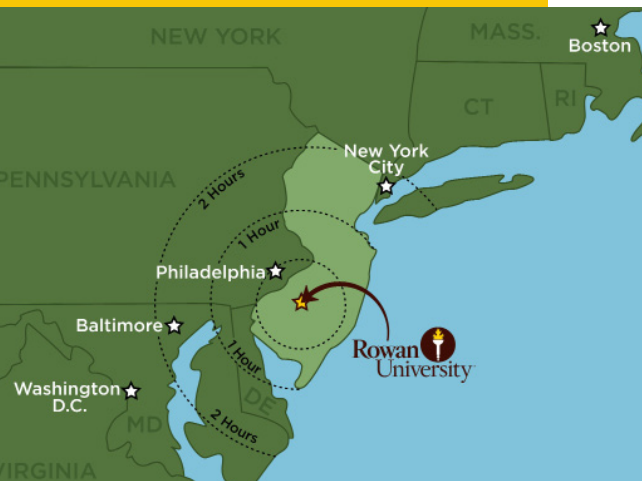 NEW YORK
MASS.
Boston
CT
RI
New York
City
PENNSYLVANIA
2 Hours
1 Hour
Philadelphia
Baltimore
Rowan
University
1 Hour
Washington
D.C.
DE
2 Hours
MD
VIRGINIA